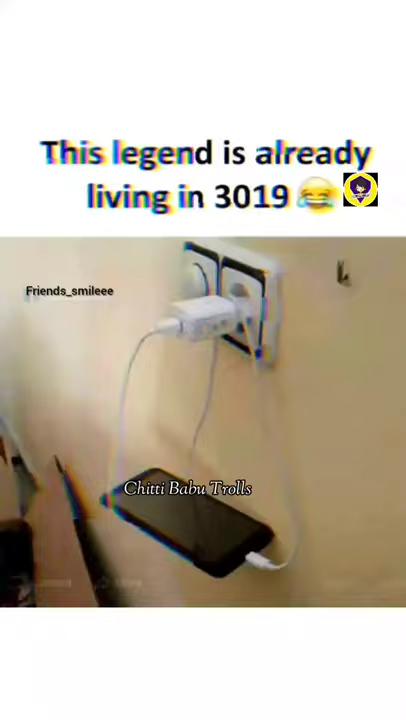 This legend is already
living in 3019 😂
Friends_smileee
Chitti Babu Trolls